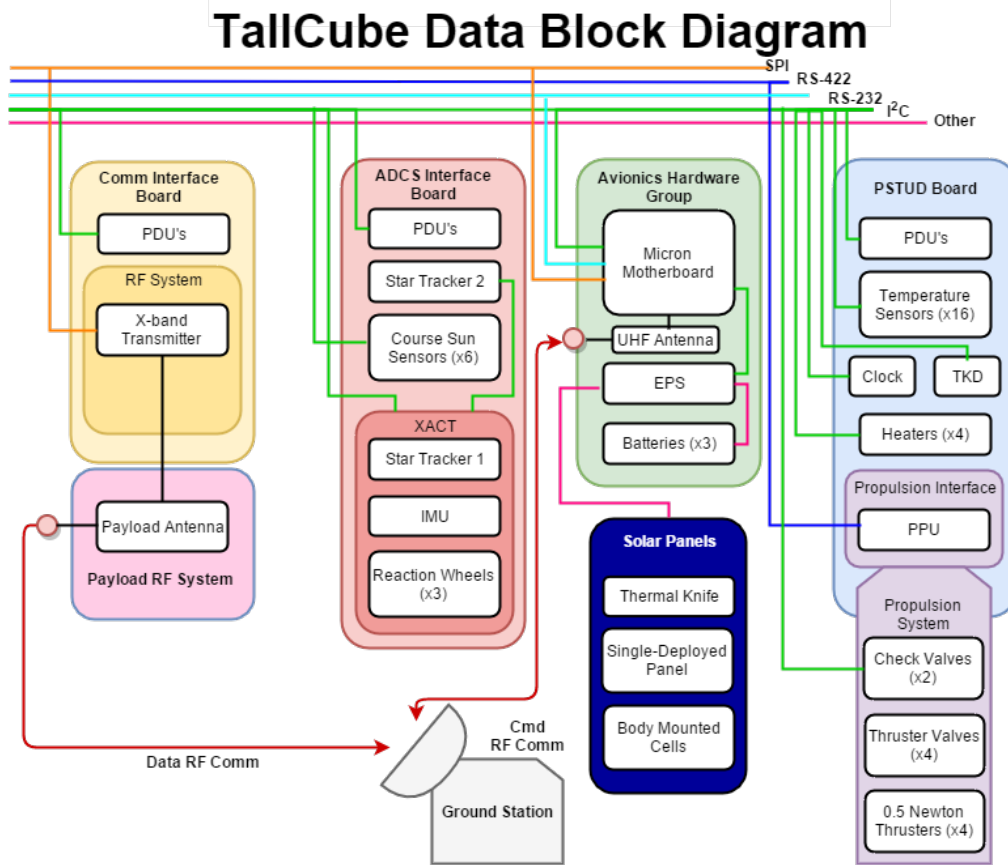 TallCube Data Block Diagram
SPI
RS-422
RS-232
I²C
Other
Comm Interface
Board
PDU's
RF System
X-band
Transmitter
Payload Antenna
Payload RF System
ADCS Interface
Board
PDU's
Star Tracker 2
Course Sun
Sensors (x6)
XACT
Star Tracker 1
IMU
Reaction Wheels
(x3)
Avionics Hardware
Group
Micron
Motherboard
UHF Antenna
EPS
Batteries (x3)
Solar Panels
Thermal Knife
Single-Deployed
Panel
Body Mounted
Cells
PSTUD Board
PDU's
Temperature
Sensors (x16)
Clock
TKD
Heaters (x4)
Propulsion Interface
PPU
Propulsion
System
Check Valves
(x2)
Thruster Valves
(x4)
0.5 Newton
Thrusters (x4)
Data RF Comm
Cmd
RF Comm
Ground Station